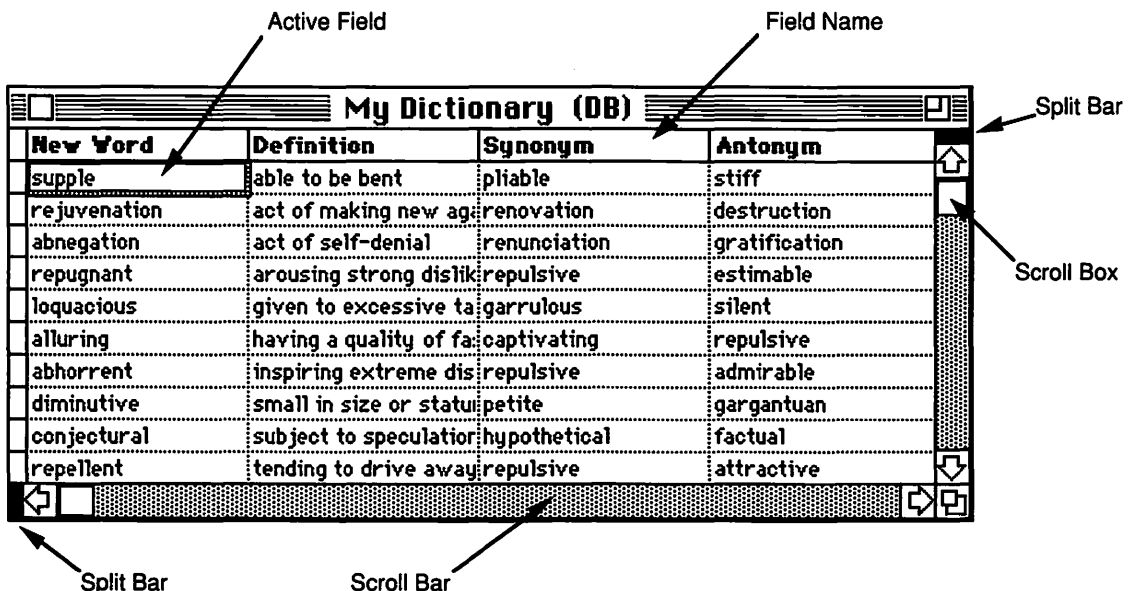 Active Field Field Name
My Dictionary (DB)
Split Bar
New Word Definition Synonym Antonym
supple able to be bent pliable stiff
rejuvenation act of making new aga renovation destruction
abnegation act of self-denial renunciation gratification
repugnant arousing strong dislik repulsive estimable
Scroll Box
loquacious given to excessive ta garrulous silent
alluring having a quality of fa captivating repulsive
abhorrent inspiring extreme dis repulsive admirable
diminutive small in size or statu petite gargantuan
conjectural subject to speculation hypothetical factual
repellent tending to drive away repulsive attractive
Split Bar Scroll Bar